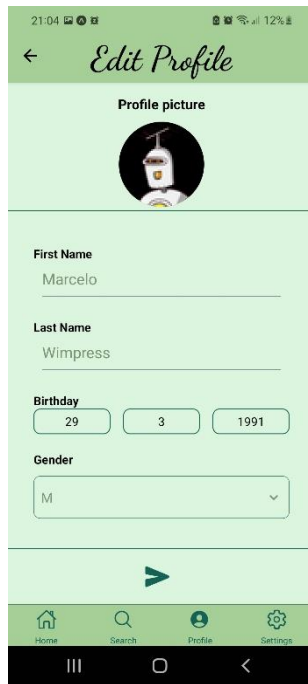 21:04 12%
Edit Profile
Profile picture
First Name
Marcelo
Last Name
Wimpress
Birthday
29 3 1991
Gender
M
Home Search Profile Settings